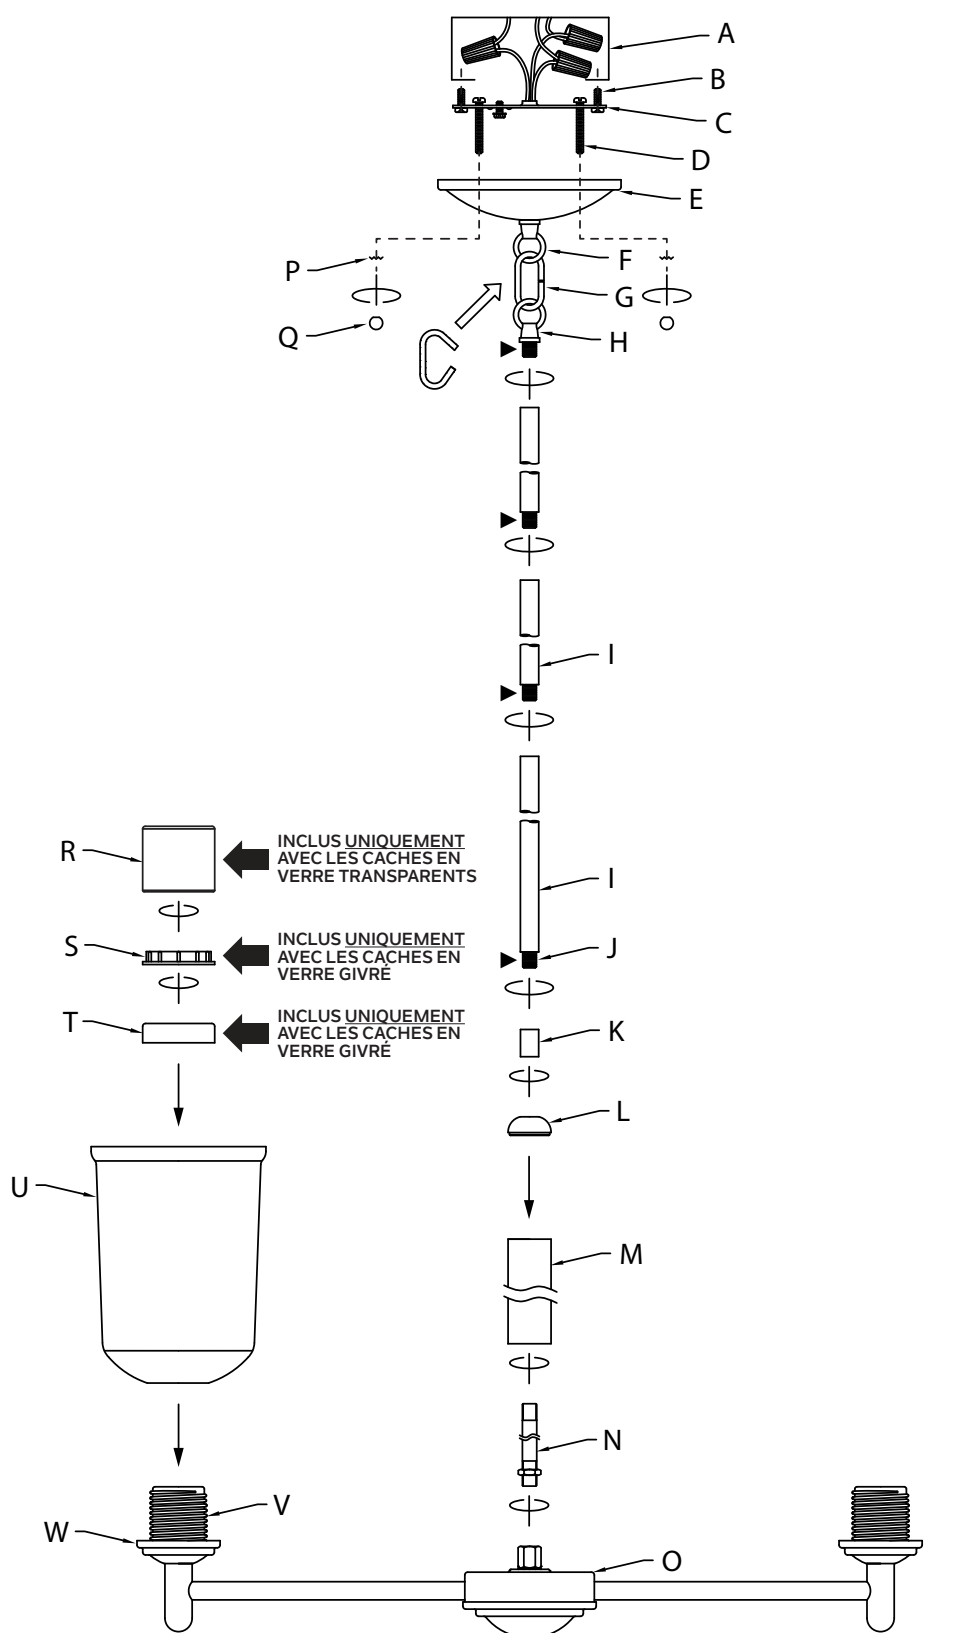 A
B
C
D
E
F
P
G
Q
H
I
R
INCLUS UNIQUEMENT
AVEC LES CACHES EN
VERRE TRANSPARENTS
I
S
INCLUS UNIQUEMENT
AVEC LES CACHES EN
VERRE GIVRÉ
J
T
INCLUS UNIQUEMENT
AVEC LES CACHES EN
VERRE GIVRÉ
K
L
U
M
N
V
W
O